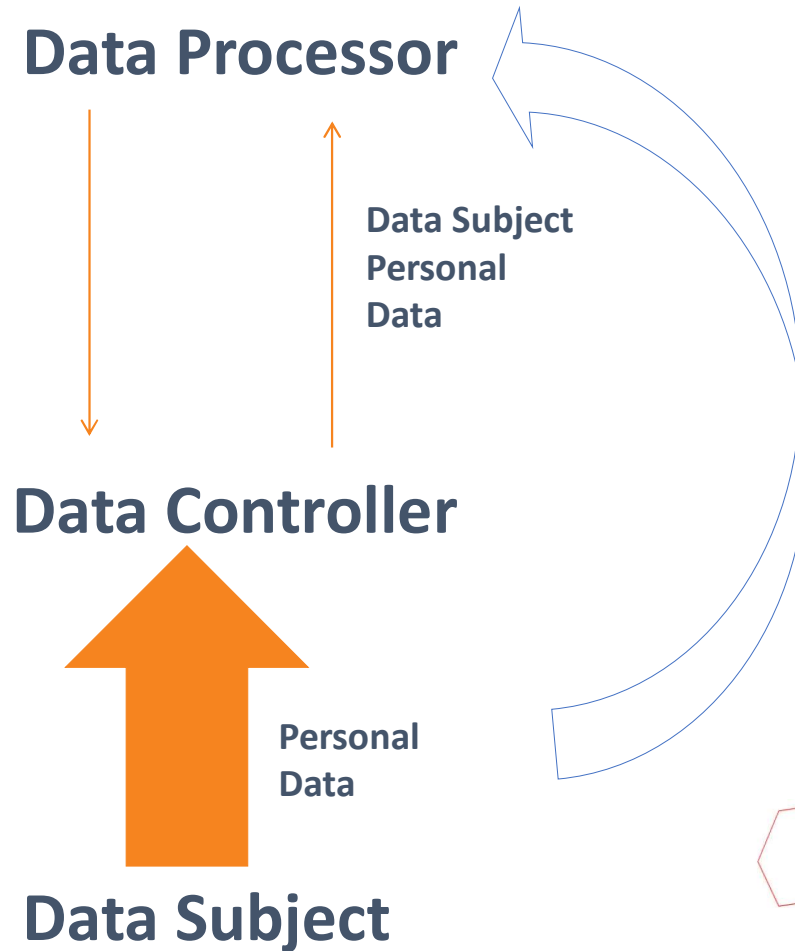 Data Processor
Data Subject
Personal
Data
Data Controller
Personal
Data
Data Subject